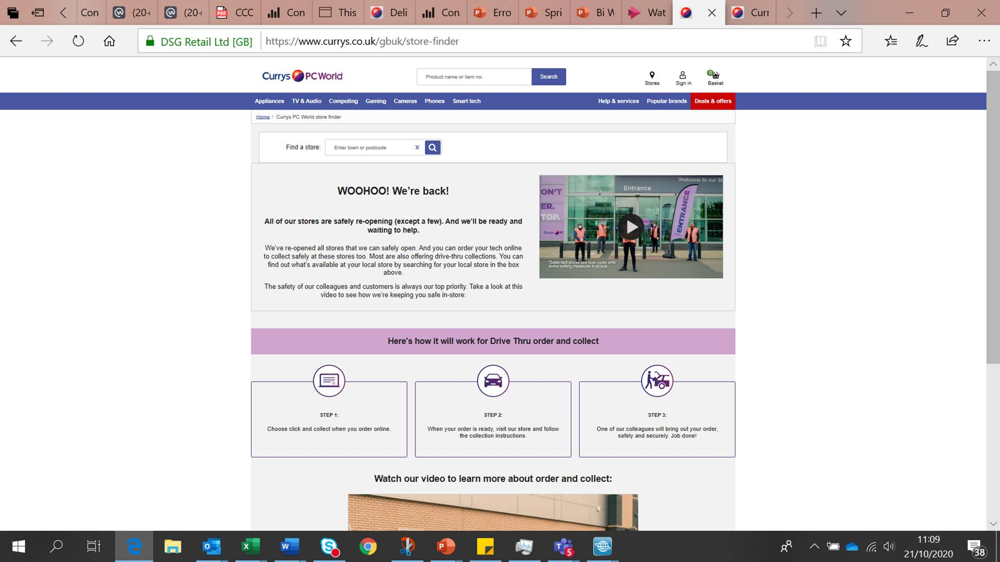 Con
(20+
(20+
CCC
Con
This
Deli
Con
Erro
Spri
Bi W
Wat
Curr
DSG Retail Ltd [GB]
https://www.currys.co.uk/gbuk/store-finder
Currys PC World
Product name or item no.
Search
Stores
Sign in
0
Basket
Appliances
TV & Audio
Computing
Gaming
Cameras
Phones
Smart tech
Help & services
Popular brands
Deals & offers
Home > Currys PC World store finder
Find a store:
Enter town or postcode
x
WOOHOO! We're back!
All of our stores are safely re-opening (except a few). And we'll be ready and
waiting to help.
We've re-opened all stores that we can safely open. And you can order your tech online
to collect safely at these stores too. Most are also offering drive-thru collections. You can
find out what's available at your local store by searching for your local store in the box
above.
The safety of our colleagues and customers is always our top priority. Take a look at this
video to see how we're keeping you safe in-store:
Welcome to our St
Entrance
ON'T
ER.
TOP.
Currys PC
ENTRANCE
*Selected stores are now open with
extra safety measures in place.
Here's how it will work for Drive Thru order and collect
STEP 1:
Choose click and collect when you order online.
STEP 2:
When your order is ready, visit our store and follow
the collection instructions.
STEP 3:
One of our colleagues will bring out your order,
safely and securely. Job done!
Watch our video to learn more about order and collect:
5
11:09
21/10/2020
38